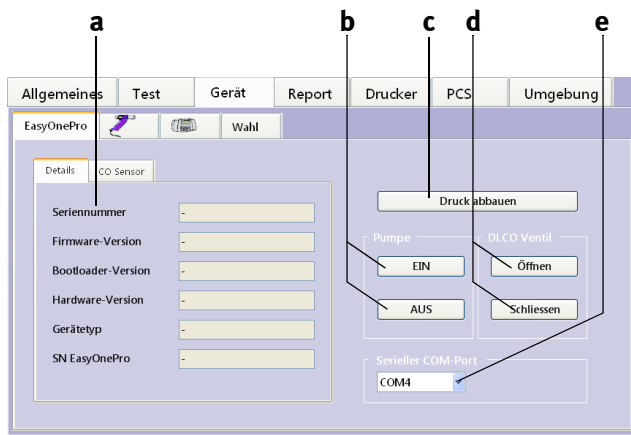 a b c d e
Allgemeines Test Gerät Report Drucker PCS Umgebung
EasyOnePro Wahl
Details CO Sensor
Seriennummer -
Firmware-Version -
Bootloader-Version -
Hardware-Version -
Gerätetyp -
SN EasyOnePro -
Druck abbauen
Pumpe DLCO Ventil
EIN Öffnen
AUS Schliessen
Serieller COM-Port
COM4